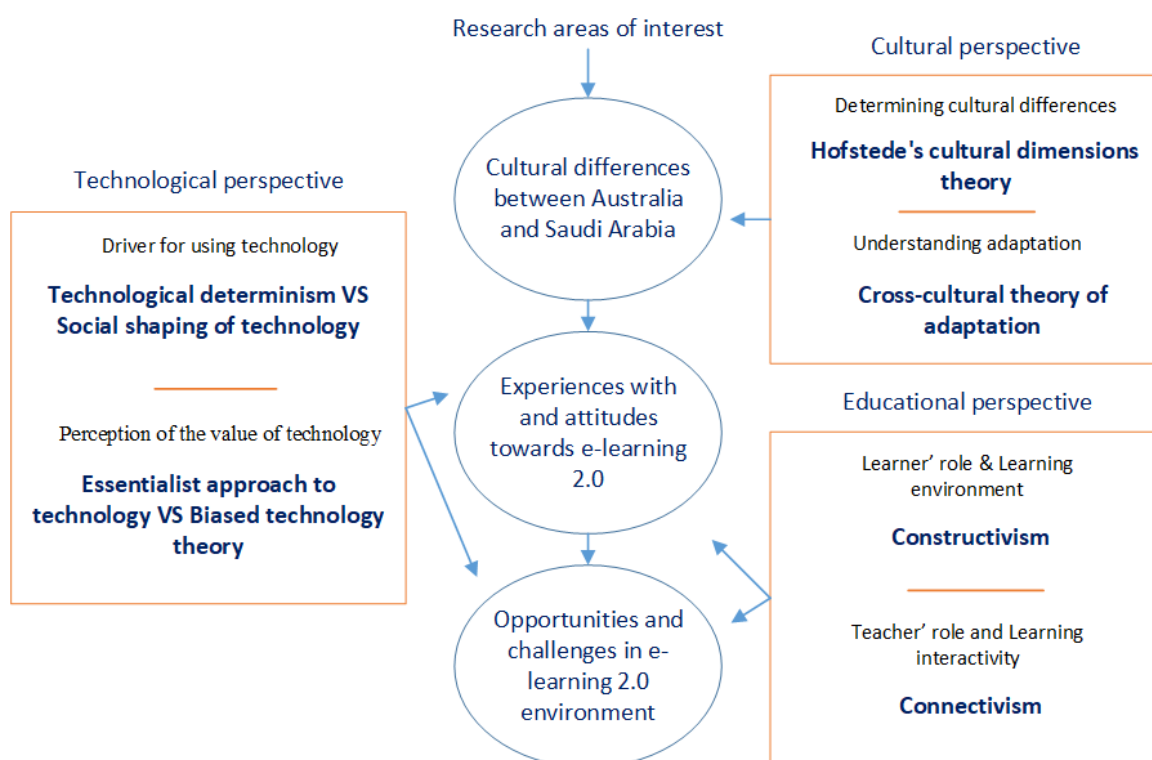 Research areas of interest
Cultural perspective
Determining cultural differences
Hofstede's cultural dimensions
theory
Understanding adaptation
Cross-cultural theory of
adaptation
Cultural differences
between Australia
and Saudi Arabia
Technological perspective
Driver for using technology
Technological determinism VS
Social shaping of technology
Perception of the value of technology
Essentialist approach to
technology VS Biased technology
theory
Experiences with
and attitudes
towards e-learning
2.0
Educational perspective
Learner' role & Learning
environment
Constructivism
Teacher' role and Learning
interactivity
Connectivism
Opportunities and
challenges in e-
learning 2.0
environment